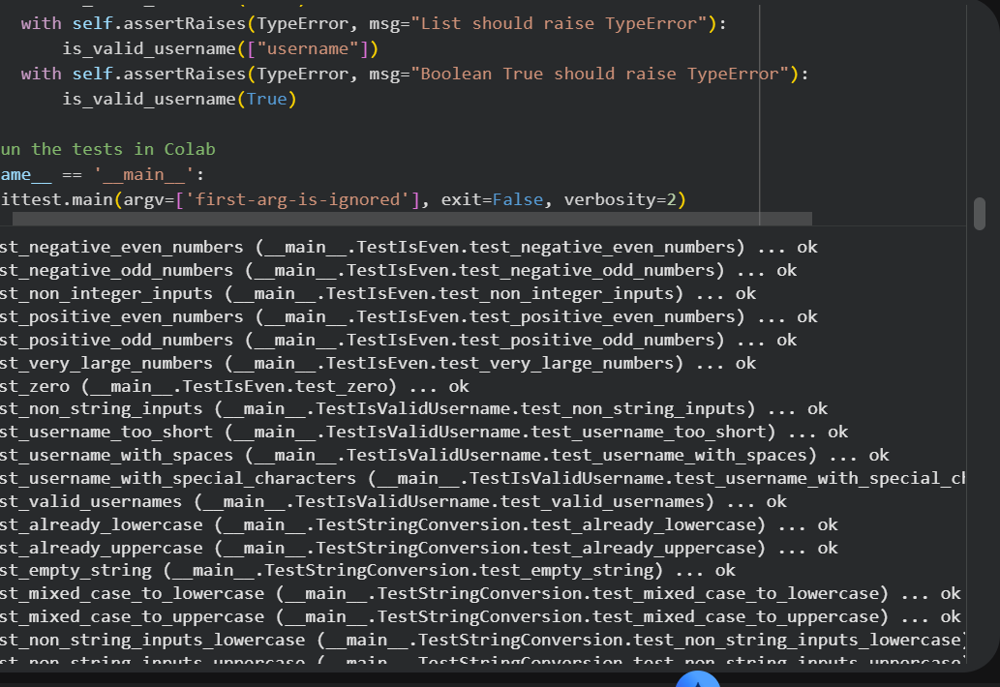 with self.assertRaises(TypeError, msg="List should raise TypeError"):
is_valid_username(["username"])
with self.assertRaises(TypeError, msg="Boolean True should raise TypeError"):
is_valid_username(True)
un the tests in Colab
ame__ == '__main__':
ittest.main(argv=['first-arg-is-ignored'], exit=False, verbosity=2)
st_negative_even_numbers (__main__.TestIsEven.test_negative_even_numbers) ... ok
st_negative_odd_numbers (__main__.TestIsEven.test_negative_odd_numbers) ... ok
st_non_integer_inputs (__main__.TestIsEven.test_non_integer_inputs) ... ok
st_positive_even_numbers (__main__.TestIsEven.test_positive_even_numbers) ... ok
st_positive_odd_numbers (__main__.TestIsEven.test_positive_odd_numbers) ... ok
st_very_large_numbers (__main__.TestIsEven.test_very_large_numbers) ... ok
st_zero (__main__.TestIsEven.test_zero) ... ok
st_non_string_inputs (__main__.TestIsValidUsername.test_non_string_inputs) ... ok
st_username_too_short (__main__.TestIsValidUsername.test_username_too_short) ... ok
st_username_with_spaces (__main__.TestIsValidUsername.test_username_with_spaces) ... ok
st_username_with_special_characters (__main__.TestIsValidUsername.test_username_with_special_ch
st_valid_usernames (__main__.TestIsValidUsername.test_valid_usernames) ... ok
st_already_lowercase (__main__.TestStringConversion.test_already_lowercase) ... ok
st_already_uppercase (__main__.TestStringConversion.test_already_uppercase) ... ok
st_empty_string (__main__.TestStringConversion.test_empty_string) ... ok
st_mixed_case_to_lowercase (__main__.TestStringConversion.test_mixed_case_to_lowercase) ... ok
st_mixed_case_to_uppercase (__main__.TestStringConversion.test_mixed_case_to_uppercase) ... ok
st_non_string_inputs_lowercase (__main__.TestStringConversion.test_non_string_inputs_lowercase)
st_non_string_inputs_uppercase (__main__.TestStringConversion.test_non_string_inputs_uppercase)